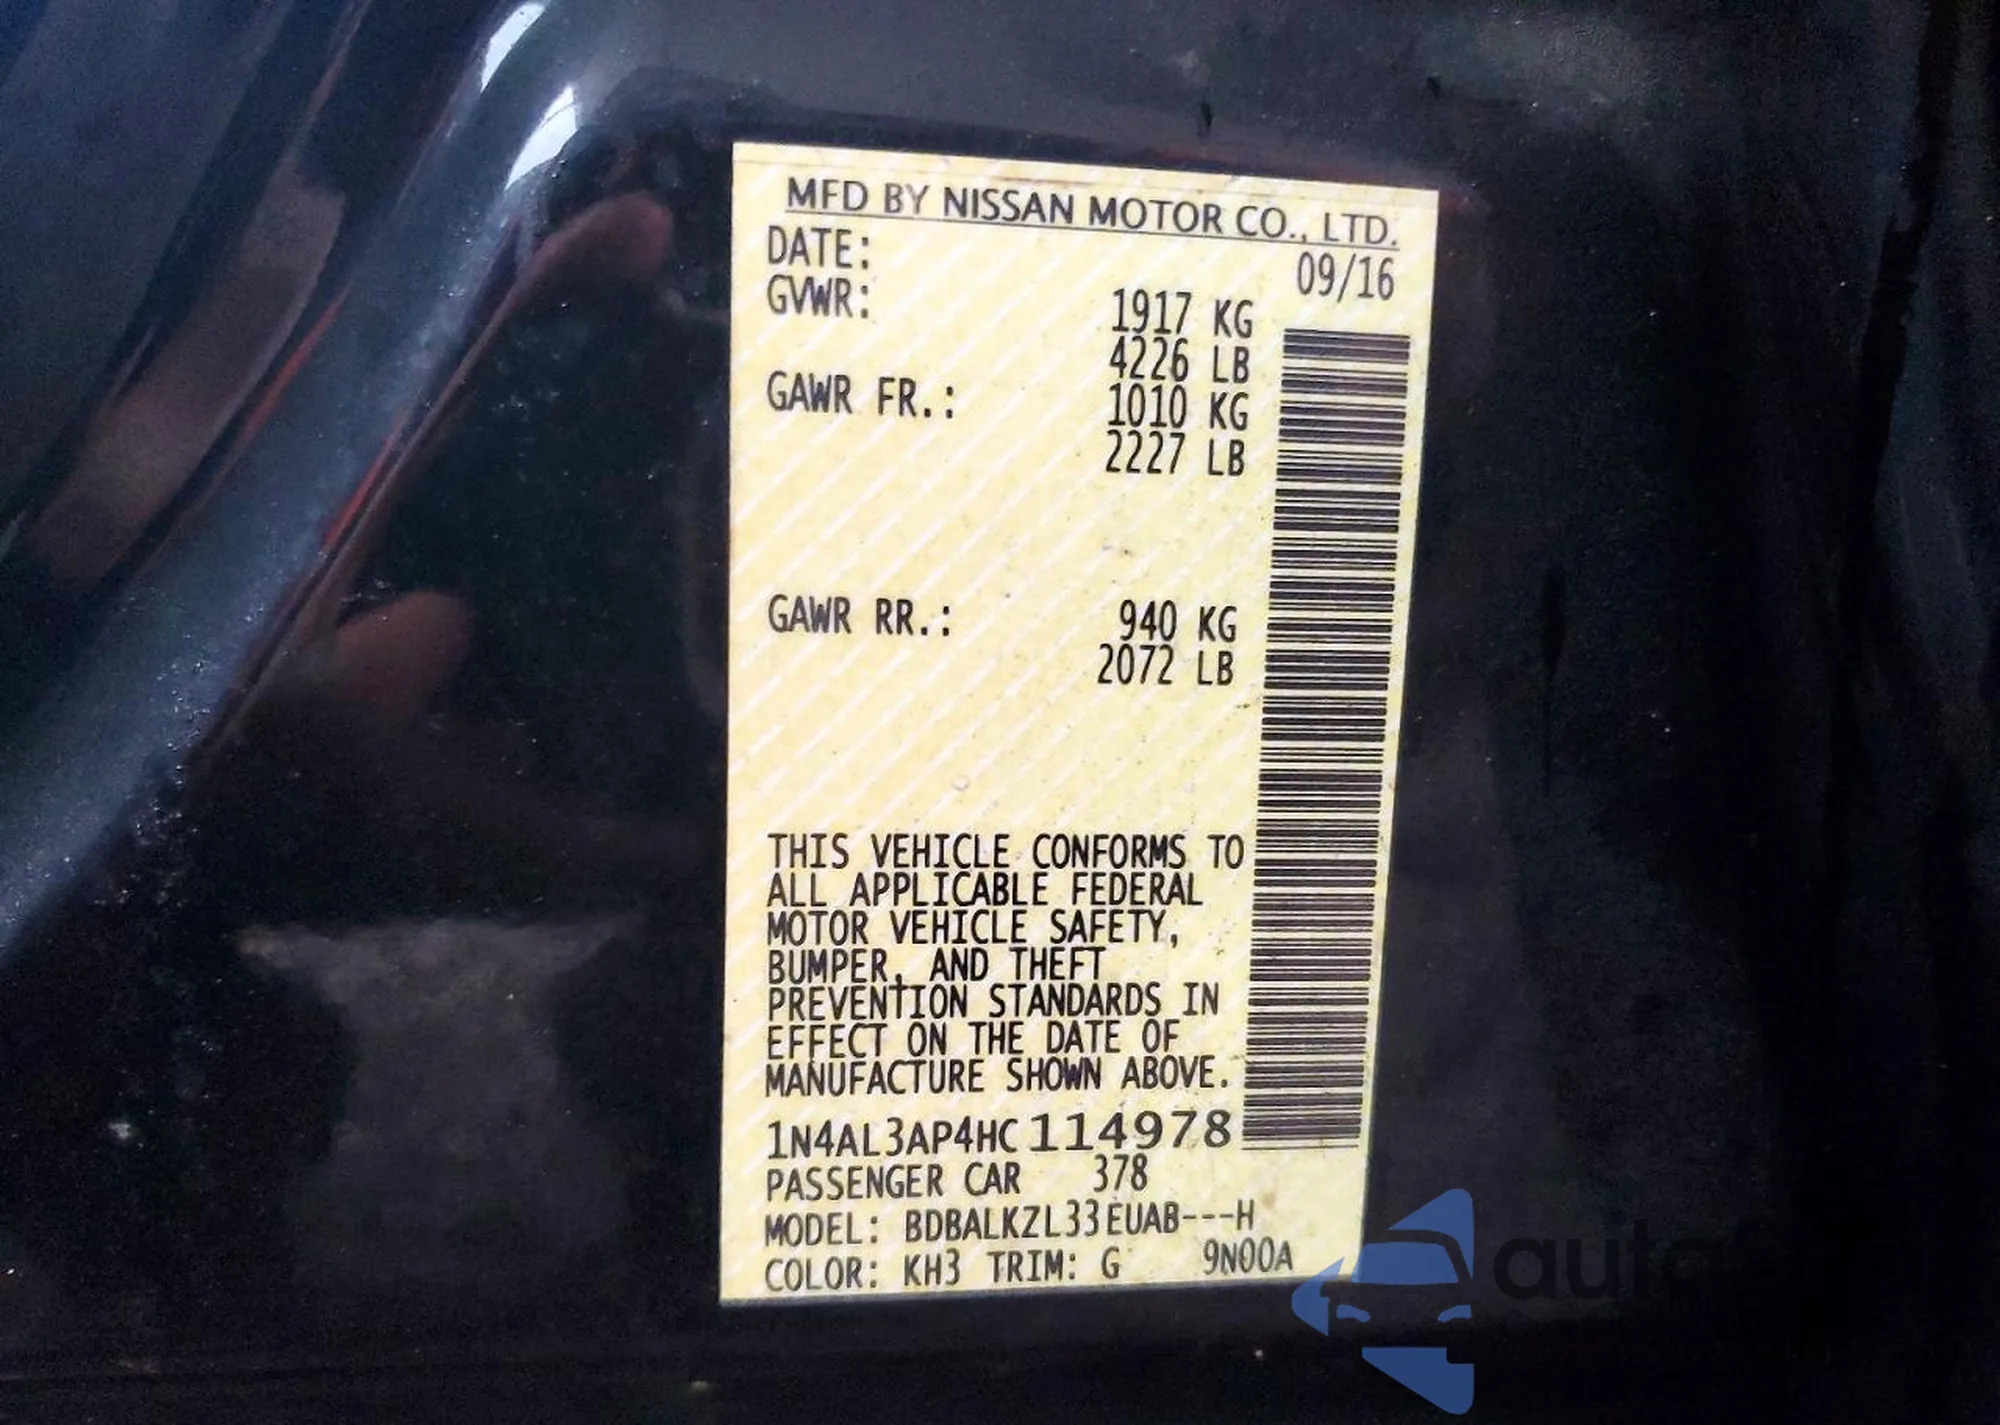 MFD BY NISSAN MOTOR CO., LTD.
DATE: 09/16
GVWR: 1917 KG
4226 LB
GAWR FR.: 1010 KG
2227 LB
GAWR RR.: 940 KG
2072 LB
THIS VEHICLE CONFORMS TO
ALL APPLICABLE FEDERAL
MOTOR VEHICLE SAFETY,
BUMPER, AND THEFT
PREVENTION STANDARDS IN
EFFECT ON THE DATE OF
MANUFACTURE SHOWN ABOVE.
1N4AL3AP4HC114978
PASSENGER CAR 378
MODEL: BDBALKZL33EUAB---H
COLOR: KH3 TRIM: G 9N00A